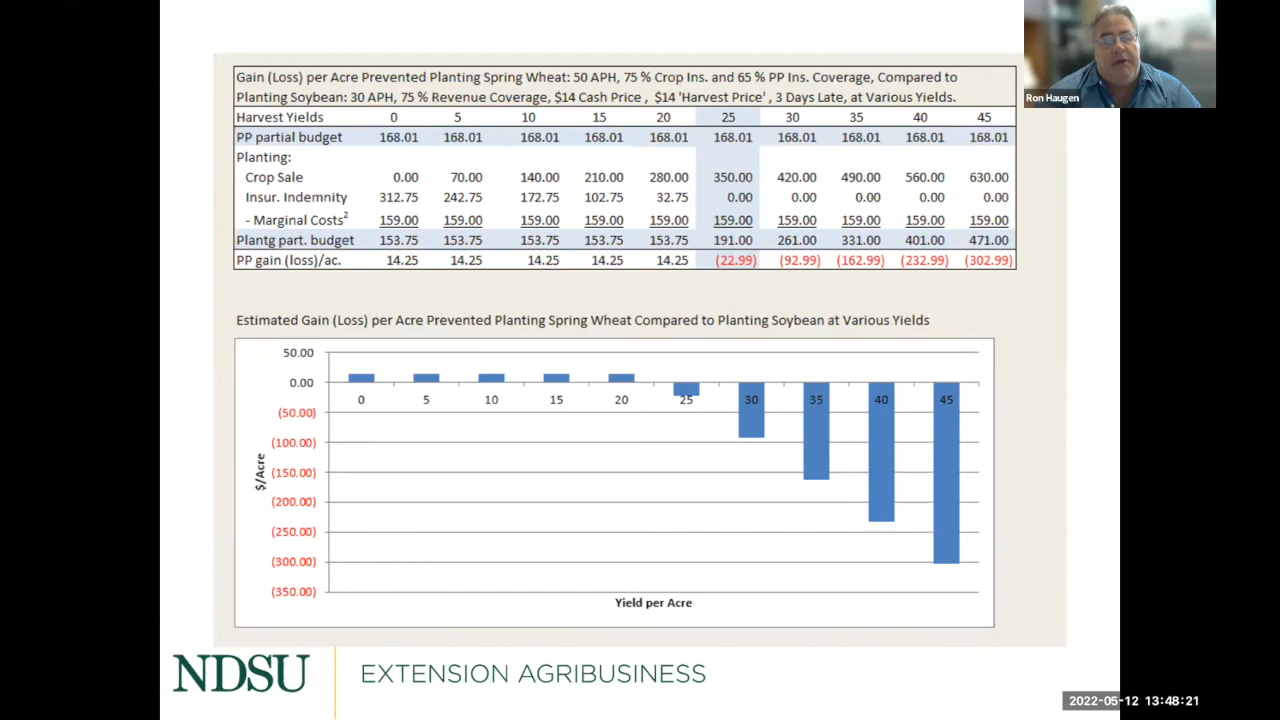 Gain (Loss) per Acre Prevented Planting Spring Wheat: 50 APH, 75 % Crop Ins. and 65 % PP Ins. Coverage, Compared to
Planting Soybean: 30 APH, 75 % Revenue Coverage, $14 Cash Price , $14 'Harvest Price' , 3 Days Late, at Various Yields.
Harvest Yields 0 5 10 15 20 25 30 35 40 45
PP partial budget 168.01 168.01 168.01 168.01 168.01 168.01 168.01 168.01 168.01 168.01
Planting:
Crop Sale 0.00 70.00 140.00 210.00 280.00 350.00 420.00 490.00 560.00 630.00
Insur. Indemnity 312.75 242.75 172.75 102.75 32.75 0.00 0.00 0.00 0.00 0.00
- Marginal Costs² 159.00 159.00 159.00 159.00 159.00 159.00 159.00 159.00 159.00 159.00
Plantg part. budget 153.75 153.75 153.75 153.75 153.75 191.00 261.00 331.00 401.00 471.00
PP gain (loss)/ac. 14.25 14.25 14.25 14.25 14.25 (22.99) (92.99) (162.99) (232.99) (302.99)
Ron Haugen
Estimated Gain (Loss) per Acre Prevented Planting Spring Wheat Compared to Planting Soybean at Various Yields
50.00
0.00
0 5 10 15 20 25 30 35 40 45
(50.00)
(100.00)
(150.00)
(200.00)
(250.00)
(300.00)
(350.00)
$/Acre
Yield per Acre
NDSU EXTENSION AGRIBUSINESS
2022-05-12 13:48:21